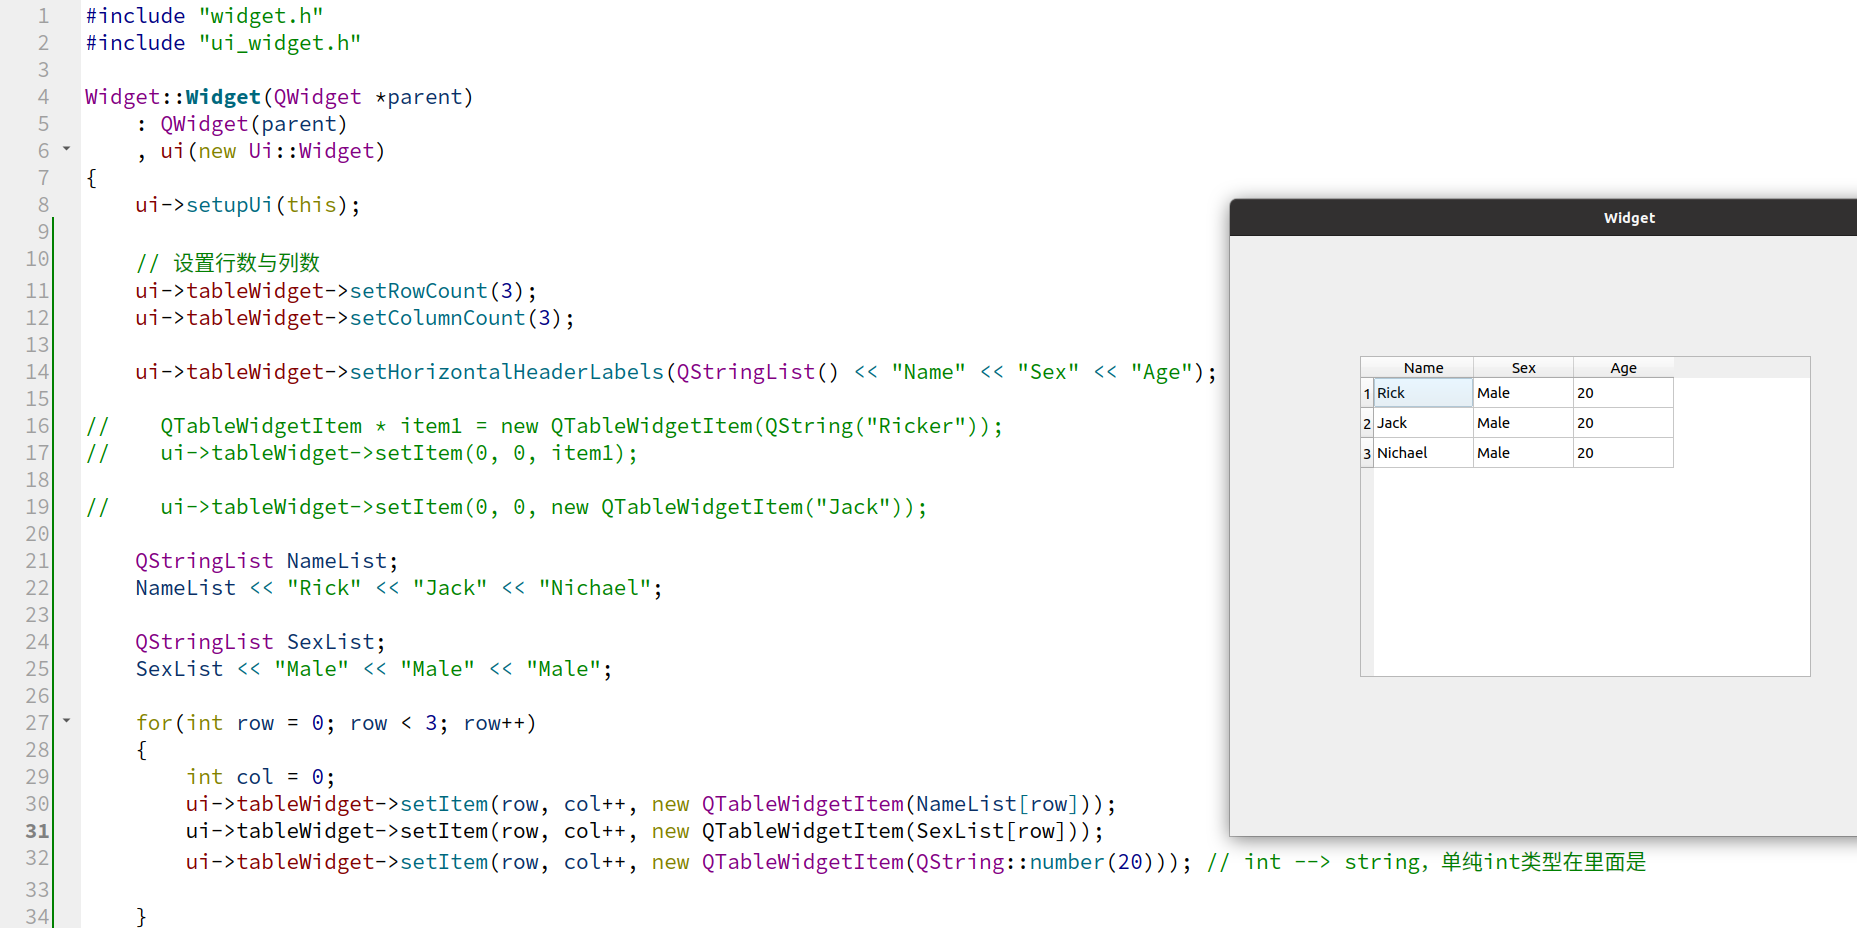 1 #include "widget.h"
2 #include "ui_widget.h"
3
4 Widget::Widget(QWidget *parent)
5     : QWidget(parent)
6     , ui(new Ui::Widget)
7 {
8     ui->setupUi(this);
9
10     // 设置行数与列数
11     ui->tableWidget->setRowCount(3);
12     ui->tableWidget->setColumnCount(3);
13
14     ui->tableWidget->setHorizontalHeaderLabels(QStringList() << "Name" << "Sex" << "Age");
15
16 //    QTableWidgetItem * item1 = new QTableWidgetItem(QString("Ricker"));
17 //    ui->tableWidget->setItem(0, 0, item1);
18
19 //    ui->tableWidget->setItem(0, 0, new QTableWidgetItem("Jack"));
20
21     QStringList NameList;
22     NameList << "Rick" << "Jack" << "Nichael";
23
24     QStringList SexList;
25     SexList << "Male" << "Male" << "Male";
26
27     for(int row = 0; row < 3; row++)
28     {
29         int col = 0;
30         ui->tableWidget->setItem(row, col++, new QTableWidgetItem(NameList[row]));
31         ui->tableWidget->setItem(row, col++, new QTableWidgetItem(SexList[row]));
32         ui->tableWidget->setItem(row, col++, new QTableWidgetItem(QString::number(20))); // int --> string，单纯int类型在里面是
33
34     }
Widget
Name Sex Age
1 Rick Male 20
2 Jack Male 20
3 Nichael Male 20